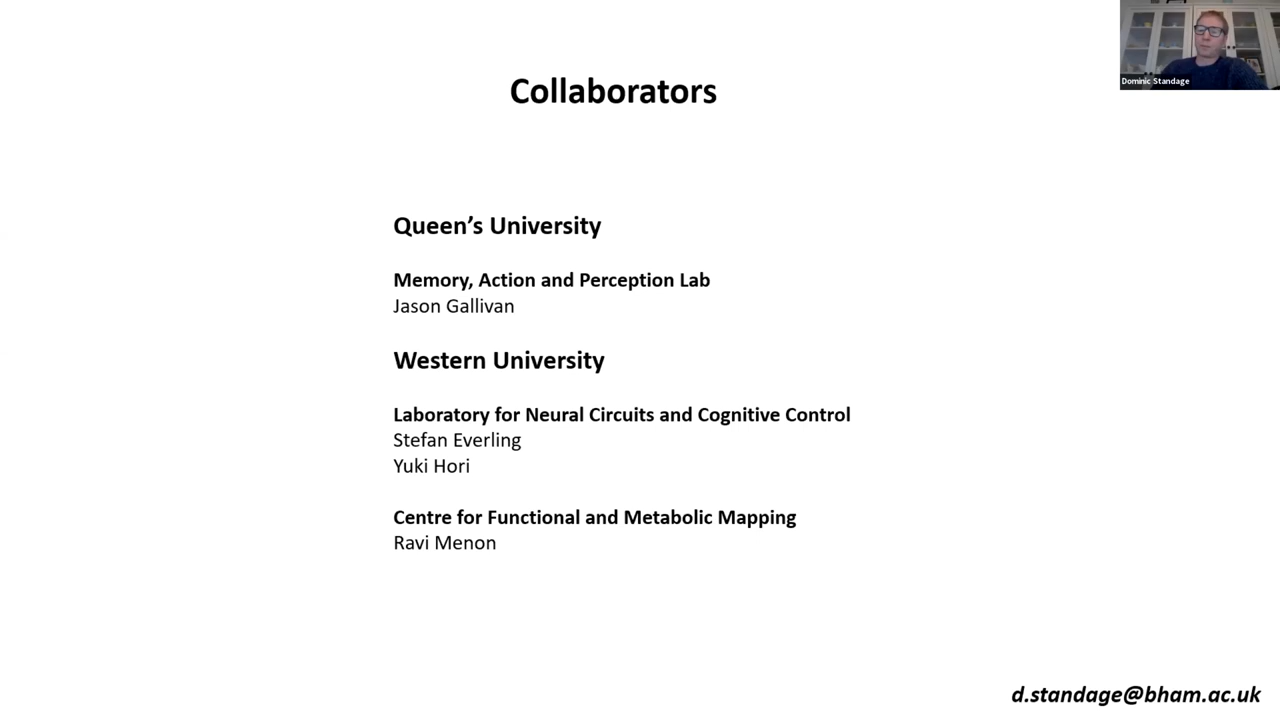 Dominic Standage
Collaborators
Queen's University
Memory, Action and Perception Lab
Jason Gallivan
Western University
Laboratory for Neural Circuits and Cognitive Control
Stefan Everling
Yuki Hori
Centre for Functional and Metabolic Mapping
Ravi Menon
d.standage@bham.ac.uk